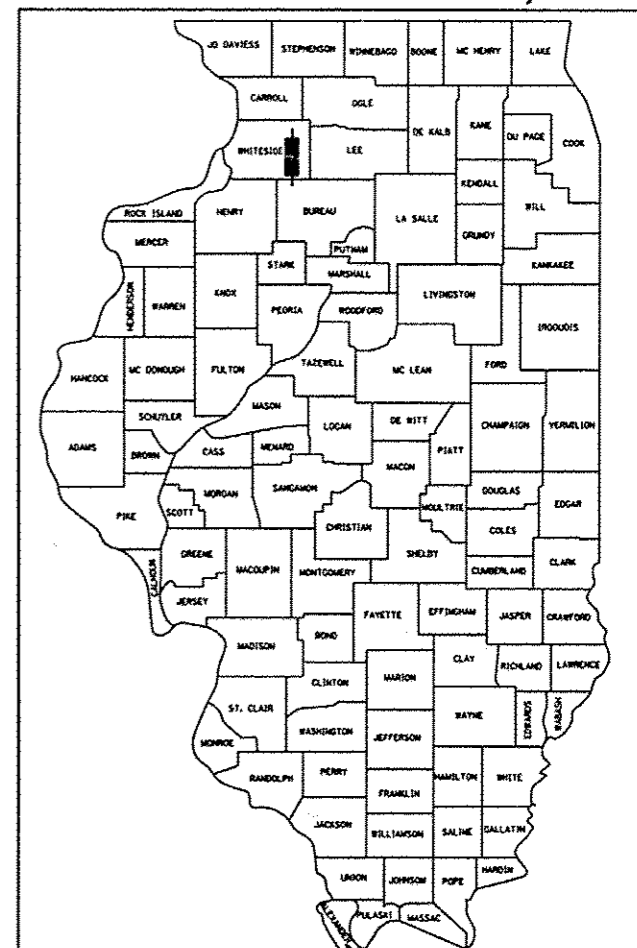 JO DAVIESS STEPHENSON WINNEBAGO BOONE MC HENRY LAKE
CARROLL OGLE
DE KALB KANE DU PAGE COOK
WHITESIDE LEE
KENDALL
ROCK ISLAND HENRY BUREAU LA SALLE GRUNDY WILL
MERCER PUTNAM
STARK MARSHALL KANKAKEE
HENDERSON WARREN KNOX PEORIA WOODFORD LIVINGSTON IROQUOIS
HANCOCK MC DONOUGH FULTON TAZEWELL MC LEAN FORD
SCHUYLER MASON LOGAN DE WITT CHAMPAIGN VERMILION
ADAMS BROWN CASS MENARD MACON PIATT
PIKE SCOTT MORGAN SANGAMON CHRISTIAN MOULTRIE DOUGLAS EDGAR
COLES
GREENE MACOUPIN MONTGOMERY SHELBY CUMBERLAND CLARK
CALHOUN JERSEY
MADISON BOND FAYETTE EFFINGHAM JASPER CRAWFORD
CLINTON MARION CLAY RICHLAND LAWRENCE
ST. CLAIR WASHINGTON JEFFERSON WAYNE EDWARDS WABASH
MONROE
RANDOLPH PERRY FRANKLIN HAMILTON WHITE
JACKSON WILLIAMSON SALINE GALLATIN
UNION JOHNSON POPE HARDIN
ALEXANDER PULASKI MASSAC